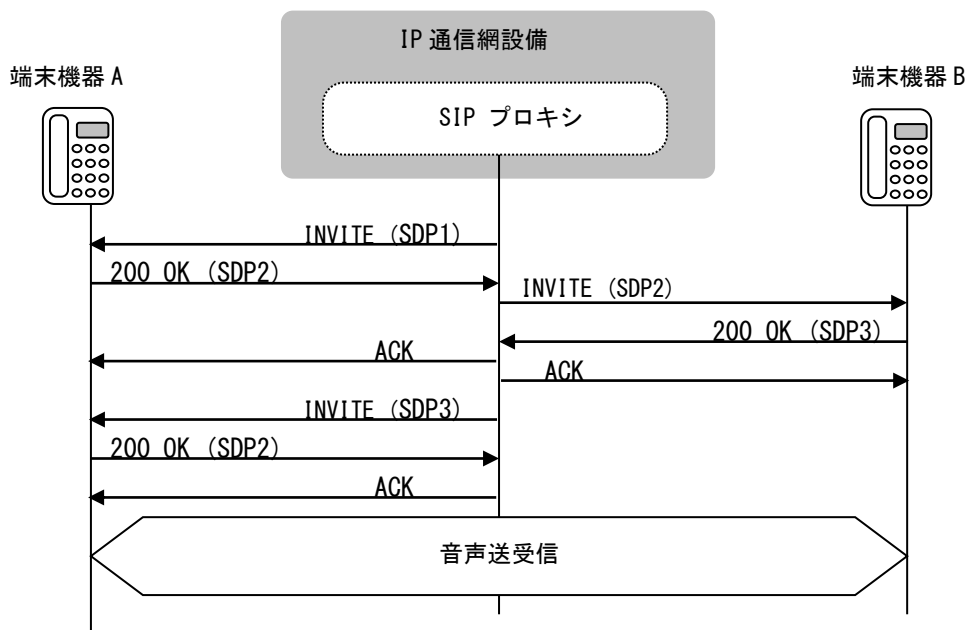 IP 通信網設備
端末機器 A
端末機器 B
SIP プロキシ
INVITE (SDP1)
200 OK (SDP2)
INVITE (SDP2)
200 OK (SDP3)
ACK
ACK
INVITE (SDP3)
200 OK (SDP2)
ACK
音声送受信